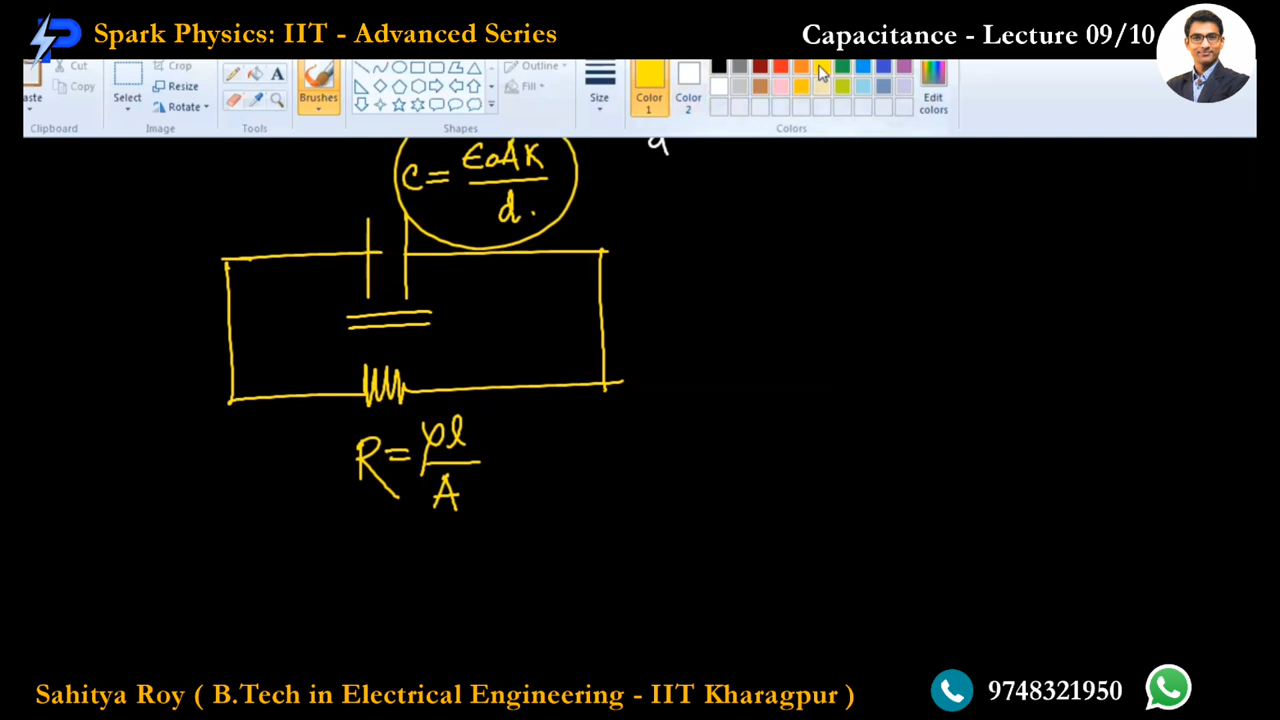 Spark Physics: IIT - Advanced Series
Capacitance - Lecture 09/10
Cut
Copy
Crop
Resize
Rotate
Select
Brushes
Outline
Fill
Size
Color 1
Color 2
Edit colors
Clipboard
Image
Tools
Shapes
Colors
C = ε0AK / d.
R = ρl / A
Sahitya Roy ( B.Tech in Electrical Engineering - IIT Kharagpur )
9748321950